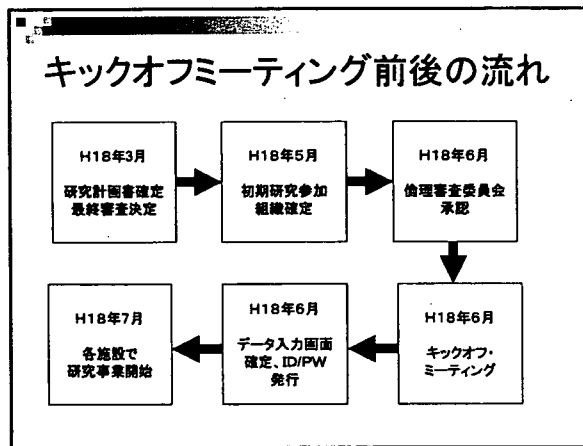 キックオフミーティング前後の流れ
H18年3月
研究計画書確定
最終審査決定
H18年5月
初期研究参加
組織確定
H18年6月
倫理審査委員会
承認
H18年6月
キックオフ・
ミーティング
H18年6月
データ入力画面
確定、ID/PW
発行
H18年7月
各施設で
研究事業開始